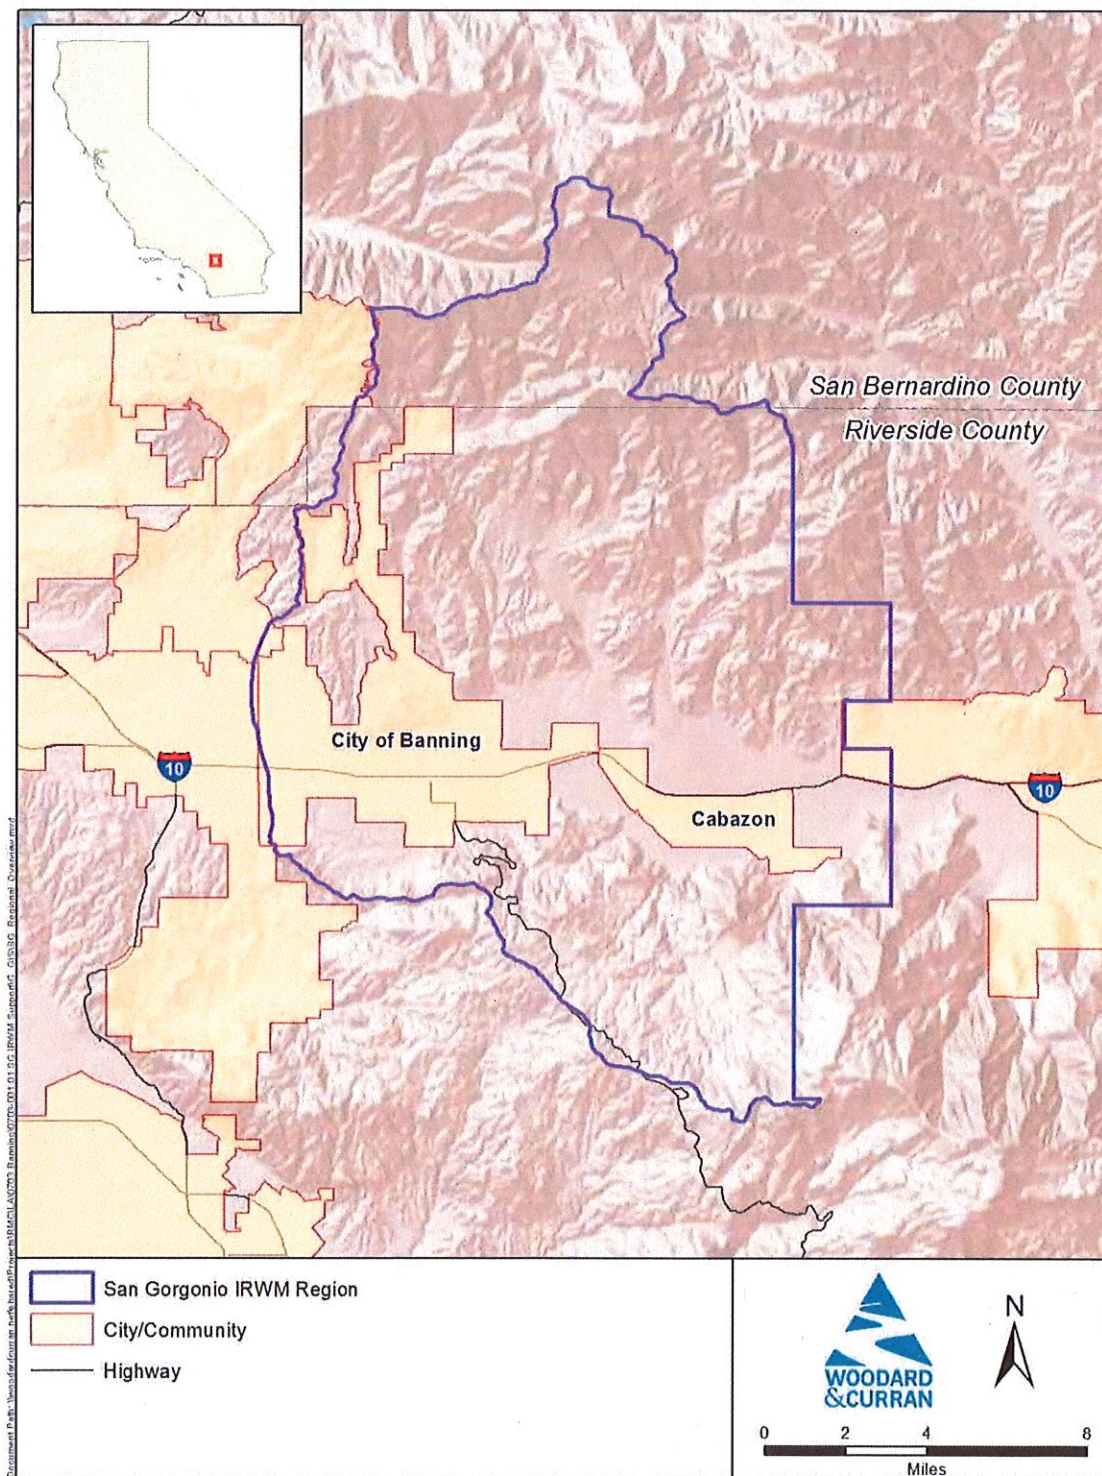 San Bernardino County
Riverside County
City of Banning
10
10
Cabazon
San Gorgonio IRWM Region
City/Community
Highway
WOODARD
&CURRAN
N
0 2 4 8
Miles